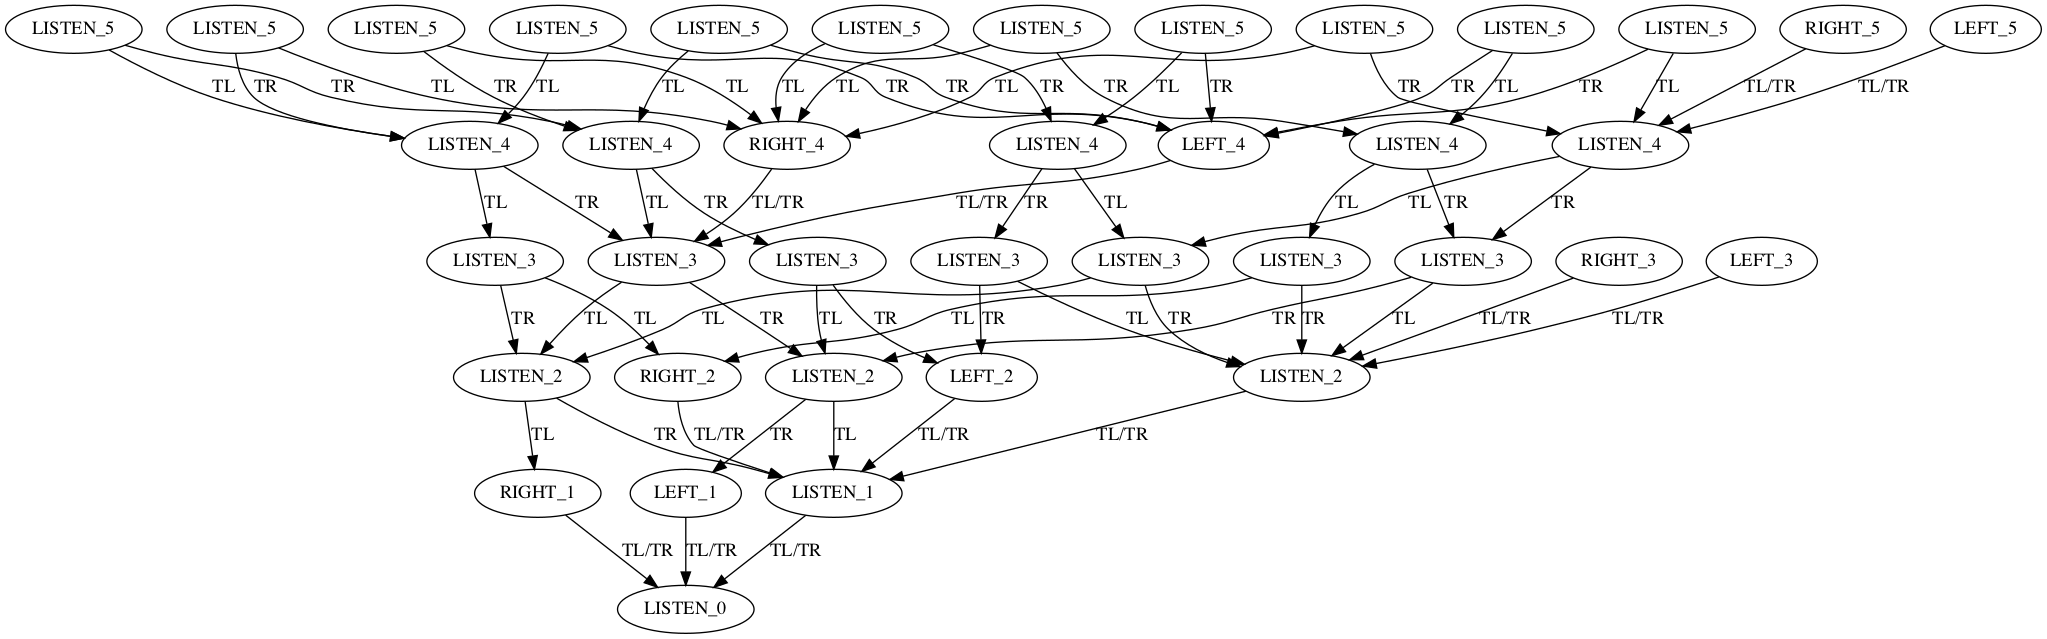 LISTEN_5 LISTEN_5 LISTEN_5 LISTEN_5 LISTEN_5 LISTEN_5 LISTEN_5 LISTEN_5 LISTEN_5 LISTEN_5 LISTEN_5 RIGHT_5 LEFT_5
TL TR TR TL TR TL TL TR TL TR TL TR TL TR TL TR TL TR TR TL TR TL TL/TR TL/TR
LISTEN_4 LISTEN_4 RIGHT_4 LISTEN_4 LEFT_4 LISTEN_4 LISTEN_4
TL TR TL TR TL/TR TL/TR TR TL TL TR TL TR
LISTEN_3 LISTEN_3 LISTEN_3 LISTEN_3 LISTEN_3 LISTEN_3 LISTEN_3 RIGHT_3 LEFT_3
TR TL TL TL TR TL TR TL TR TL TR TR TR TL TL/TR TL/TR
LISTEN_2 RIGHT_2 LISTEN_2 LEFT_2 LISTEN_2
TL TR TL/TR TR TL TL/TR TL/TR
RIGHT_1 LEFT_1 LISTEN_1
TL/TR TL/TR TL/TR
LISTEN_0